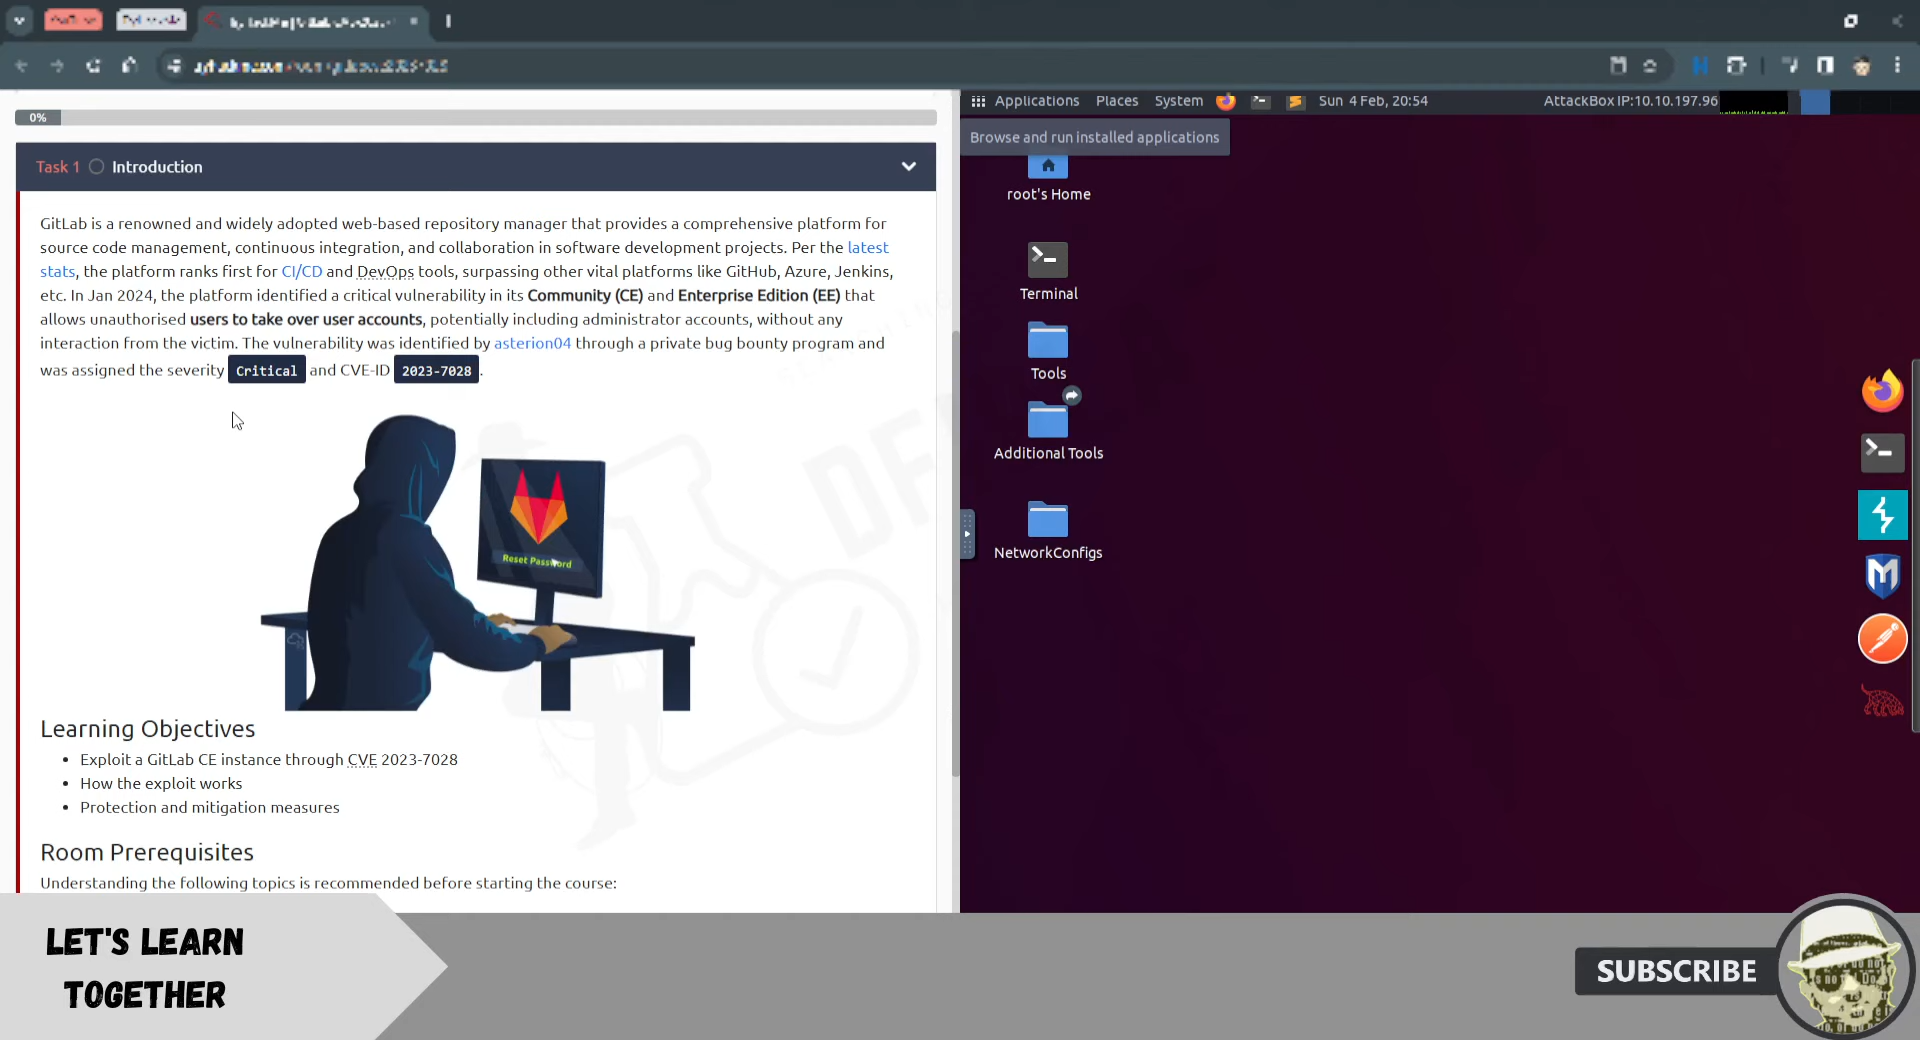 0%
Task 1 Introduction
GitLab is a renowned and widely adopted web-based repository manager that provides a comprehensive platform for
source code management, continuous integration, and collaboration in software development projects. Per the latest
stats, the platform ranks first for CI/CD and DevOps tools, surpassing other vital platforms like GitHub, Azure, Jenkins,
etc. In Jan 2024, the platform identified a critical vulnerability in its Community (CE) and Enterprise Edition (EE) that
allows unauthorised users to take over user accounts, potentially including administrator accounts, without any
interaction from the victim. The vulnerability was identified by asterion04 through a private bug bounty program and
was assigned the severity Critical and CVE-ID 2023-7028.
Reset Password
Learning Objectives
• Exploit a GitLab CE instance through CVE 2023-7028
• How the exploit works
• Protection and mitigation measures
Room Prerequisites
Understanding the following topics is recommended before starting the course:
Applications Places System Sun 4 Feb, 20:54 AttackBox IP:10.10.197.96
Browse and run installed applications
root's Home
Terminal
Tools
Additional Tools
NetworkConfigs
LET'S LEARN
TOGETHER
SUBSCRIBE